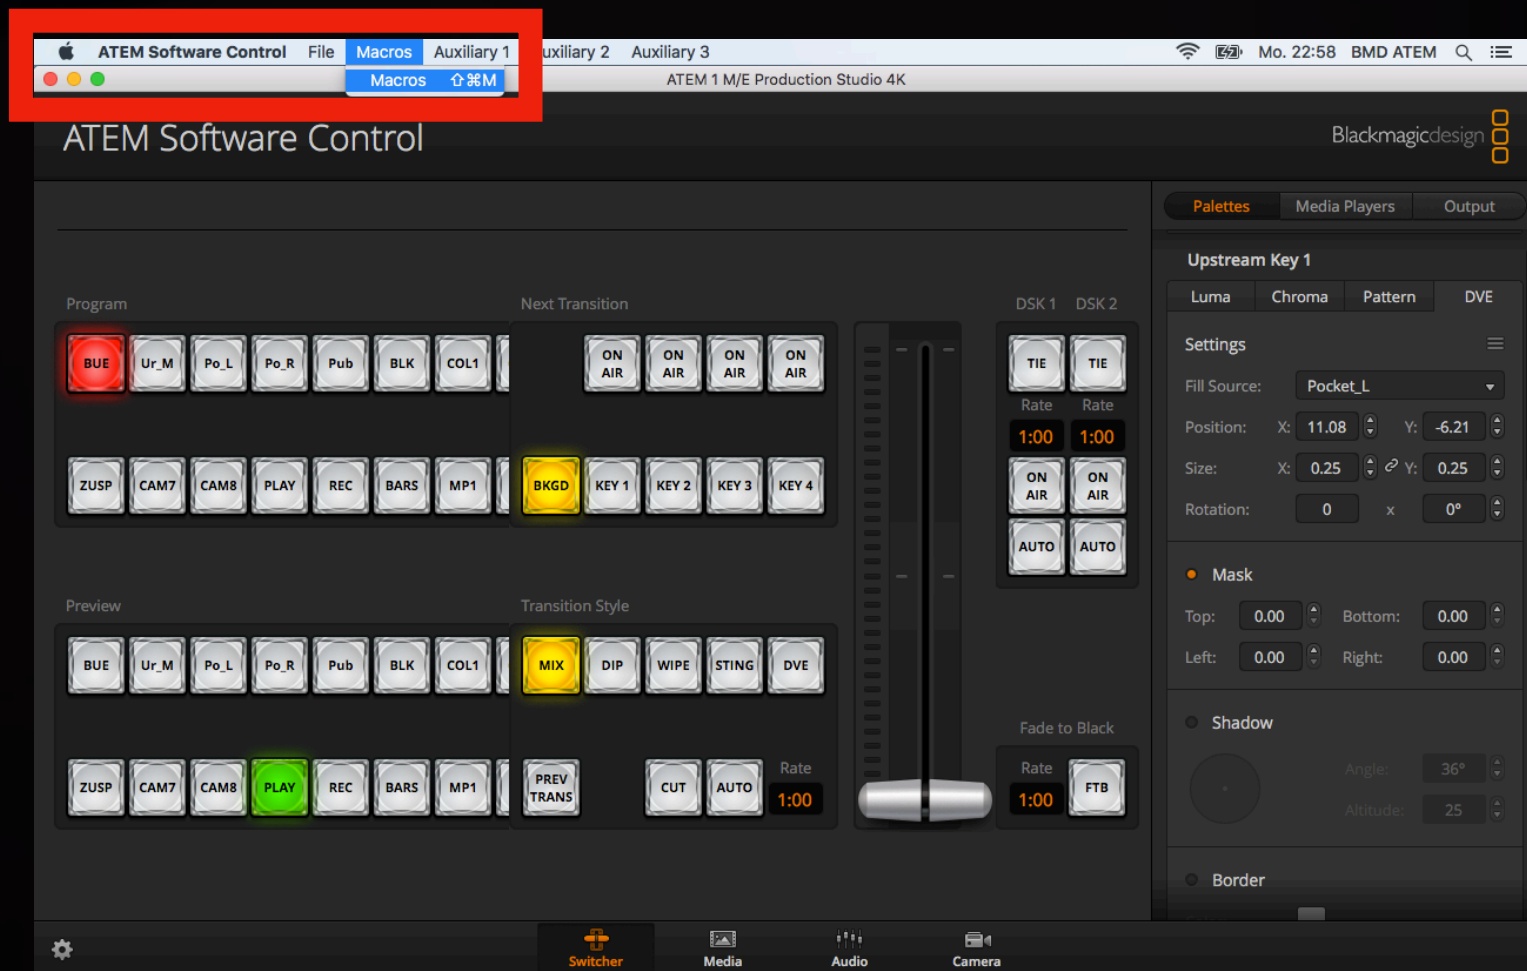 ATEM Software Control File Macros Auxiliary 1 uxiliary 2 Auxiliary 3 Mo. 22:58 BMD ATEM
Macros ⇧⌘M
ATEM 1 M/E Production Studio 4K
ATEM Software Control
Blackmagicdesign
Palettes Media Players Output
Upstream Key 1
Luma Chroma Pattern DVE
Settings
Fill Source: Pocket_L
Position: X: 11.08 Y: -6.21
Size: X: 0.25 Y: 0.25
Rotation: 0 x 0°
Mask
Top: 0.00 Bottom: 0.00
Left: 0.00 Right: 0.00
Shadow
Angle: 36°
Altitude: 25
Border
Program
BUE Ur_M Po_L Po_R Pub BLK COL1
ZUSP CAM7 CAM8 PLAY REC BARS MP1
Next Transition
ON AIR ON AIR ON AIR ON AIR
BKGD KEY 1 KEY 2 KEY 3 KEY 4
DSK 1 DSK 2
TIE TIE
Rate Rate
1:00 1:00
ON AIR ON AIR
AUTO AUTO
Preview
BUE Ur_M Po_L Po_R Pub BLK COL1
ZUSP CAM7 CAM8 PLAY REC BARS MP1
Transition Style
MIX DIP WIPE STING DVE
PREV TRANS CUT AUTO Rate 1:00
Fade to Black
Rate
1:00 FTB
Switcher Media Audio Camera